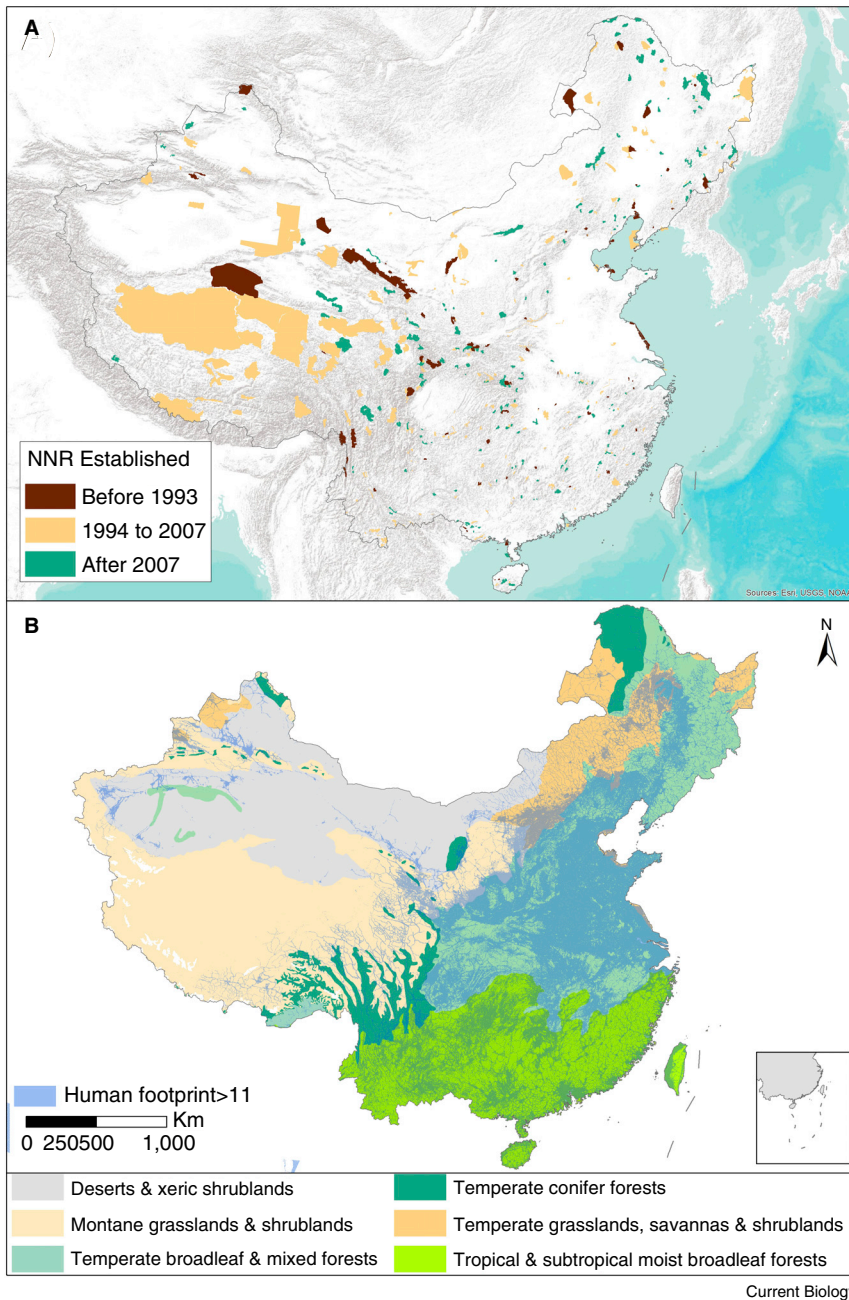 A
NNR Established
Before 1993
1994 to 2007
After 2007
Sources: Esri, USGS, NOAA
B
N
Human footprint>11
Km
0 250500 1,000
Deserts & xeric shrublands
Temperate conifer forests
Montane grasslands & shrublands
Temperate grasslands, savannas & shrublands
Temperate broadleaf & mixed forests
Tropical & subtropical moist broadleaf forests
Current Biology